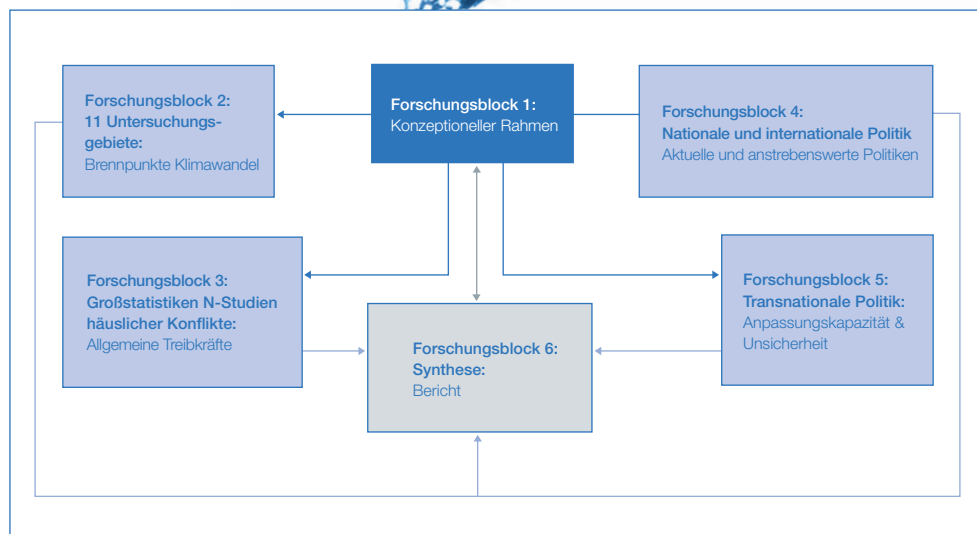 Forschungsblock 2:
11 Untersuchungs-
gebiete:
Brennpunkte Klimawandel
Forschungsblock 1:
Konzeptioneller Rahmen
Forschungsblock 4:
Nationale und internationale Politik
Aktuelle und anstrebenswerte Politiken
Forschungsblock 3:
Großstatistiken N-Studien
häuslicher Konflikte:
Allgemeine Treibkräfte
Forschungsblock 6:
Synthese:
Bericht
Forschungsblock 5:
Transnationale Politik:
Anpassungskapazität &
Unsicherheit